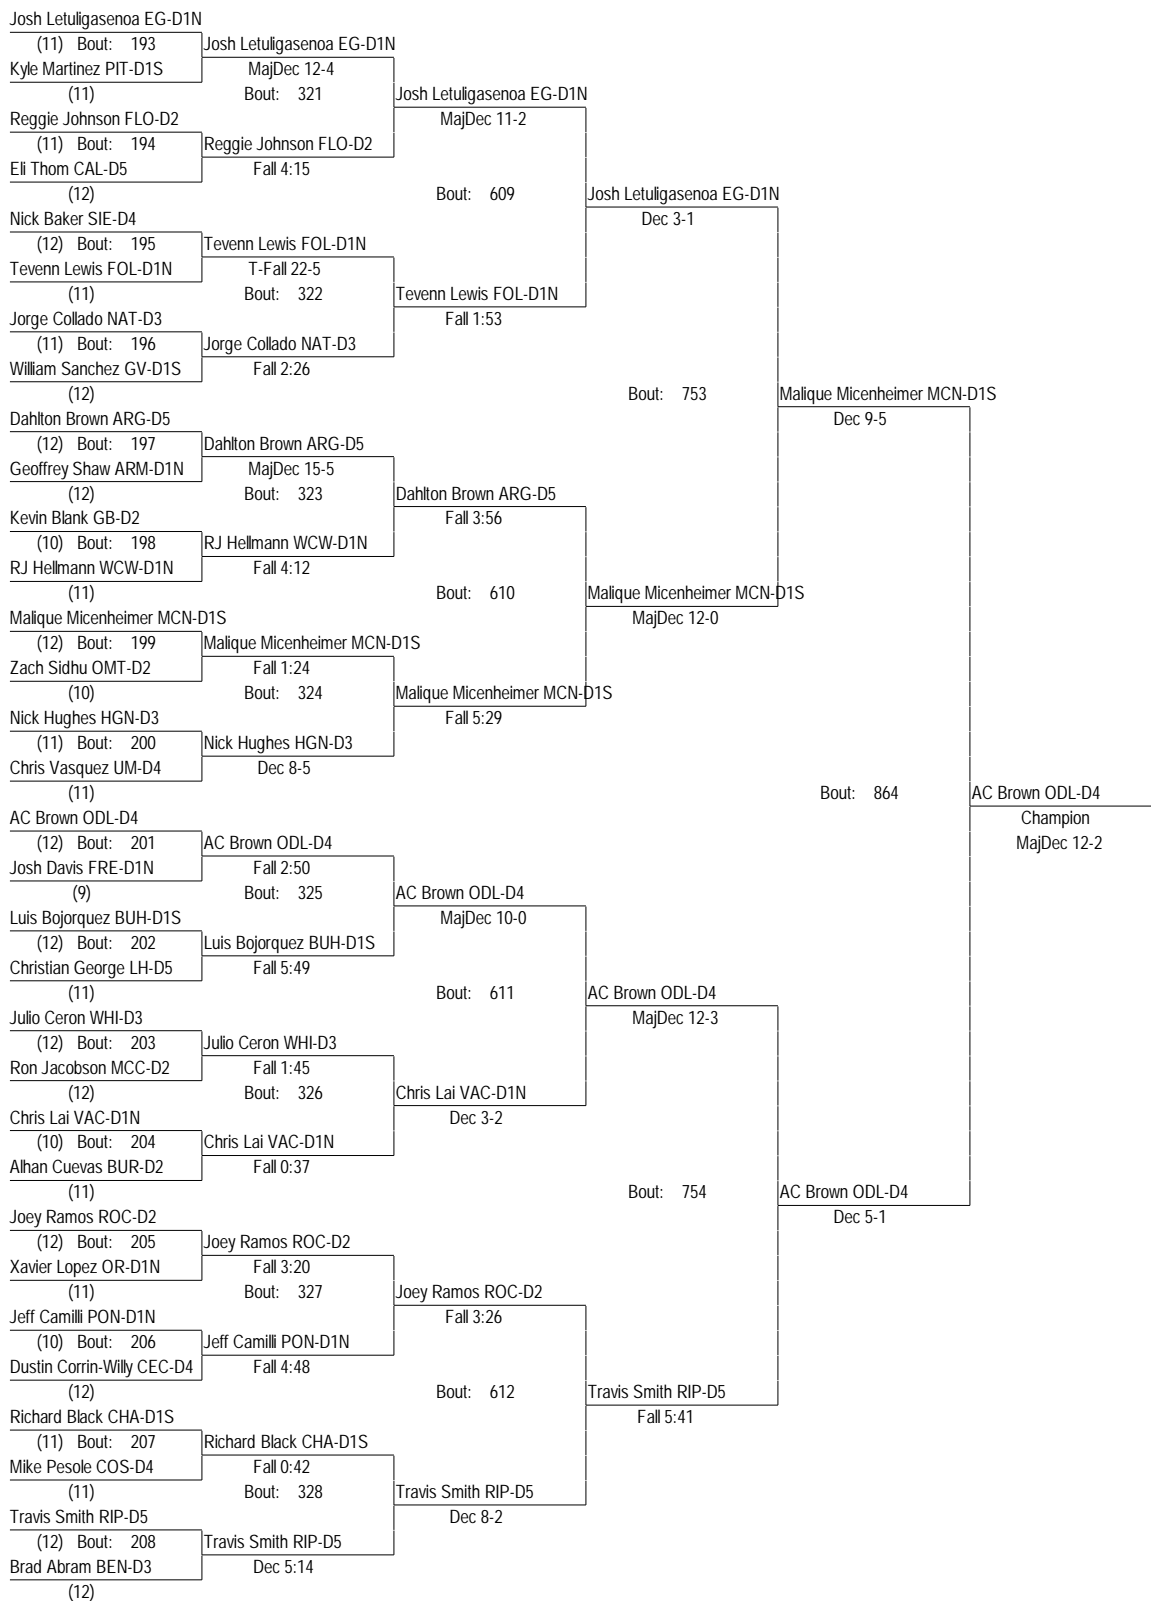 Josh Letuligasenoa EG-D1N
(11) Bout: 193 Josh Letuligasenoa EG-D1N
Kyle Martinez PIT-D1S MajDec 12-4
(11) Bout: 321 Josh Letuligasenoa EG-D1N
Reggie Johnson FLO-D2 MajDec 11-2
(11) Bout: 194 Reggie Johnson FLO-D2
Eli Thom CAL-D5 Fall 4:15
(12) Bout: 609 Josh Letuligasenoa EG-D1N
Nick Baker SIE-D4 Dec 3-1
(12) Bout: 195 Tevenn Lewis FOL-D1N
Tevenn Lewis FOL-D1N T-Fall 22-5
(11) Bout: 322 Tevenn Lewis FOL-D1N
Jorge Collado NAT-D3 Fall 1:53
(11) Bout: 196 Jorge Collado NAT-D3
William Sanchez GV-D1S Fall 2:26
(12) Bout: 753 Malique Micenheimer MCN-D1S
Dahlton Brown ARG-D5 Dec 9-5
(12) Bout: 197 Dahlton Brown ARG-D5
Geoffrey Shaw ARM-D1N MajDec 15-5
(12) Bout: 323 Dahlton Brown ARG-D5
Kevin Blank GB-D2 Fall 3:56
(10) Bout: 198 RJ Hellmann WCW-D1N
RJ Hellmann WCW-D1N Fall 4:12
(11) Bout: 610 Malique Micenheimer MCN-D1S
Malique Micenheimer MCN-D1S MajDec 12-0
(12) Bout: 199 Malique Micenheimer MCN-D1S
Zach Sidhu OMT-D2 Fall 1:24
(10) Bout: 324 Malique Micenheimer MCN-D1S
Nick Hughes HGN-D3 Fall 5:29
(11) Bout: 200 Nick Hughes HGN-D3
Chris Vasquez UM-D4 Dec 8-5
(11) Bout: 864 AC Brown ODL-D4
AC Brown ODL-D4 Champion
(12) Bout: 201 AC Brown ODL-D4 MajDec 12-2
Josh Davis FRE-D1N Fall 2:50
(9) Bout: 325 AC Brown ODL-D4
Luis Bojorquez BUH-D1S MajDec 10-0
(12) Bout: 202 Luis Bojorquez BUH-D1S
Christian George LH-D5 Fall 5:49
(11) Bout: 611 AC Brown ODL-D4
Julio Ceron WHI-D3 MajDec 12-3
(12) Bout: 203 Julio Ceron WHI-D3
Ron Jacobson MCC-D2 Fall 1:45
(12) Bout: 326 Chris Lai VAC-D1N
Chris Lai VAC-D1N Dec 3-2
(10) Bout: 204 Chris Lai VAC-D1N
Alhan Cuevas BUR-D2 Fall 0:37
(11) Bout: 754 AC Brown ODL-D4
Joey Ramos ROC-D2 Dec 5-1
(12) Bout: 205 Joey Ramos ROC-D2
Xavier Lopez OR-D1N Fall 3:20
(11) Bout: 327 Joey Ramos ROC-D2
Jeff Camilli PON-D1N Fall 3:26
(10) Bout: 206 Jeff Camilli PON-D1N
Dustin Corrin-Willy CEC-D4 Fall 4:48
(12) Bout: 612 Travis Smith RIP-D5
Richard Black CHA-D1S Fall 5:41
(11) Bout: 207 Richard Black CHA-D1S
Mike Pesole COS-D4 Fall 0:42
(11) Bout: 328 Travis Smith RIP-D5
Travis Smith RIP-D5 Dec 8-2
(12) Bout: 208 Travis Smith RIP-D5
Brad Abram BEN-D3 Dec 5:14
(12)